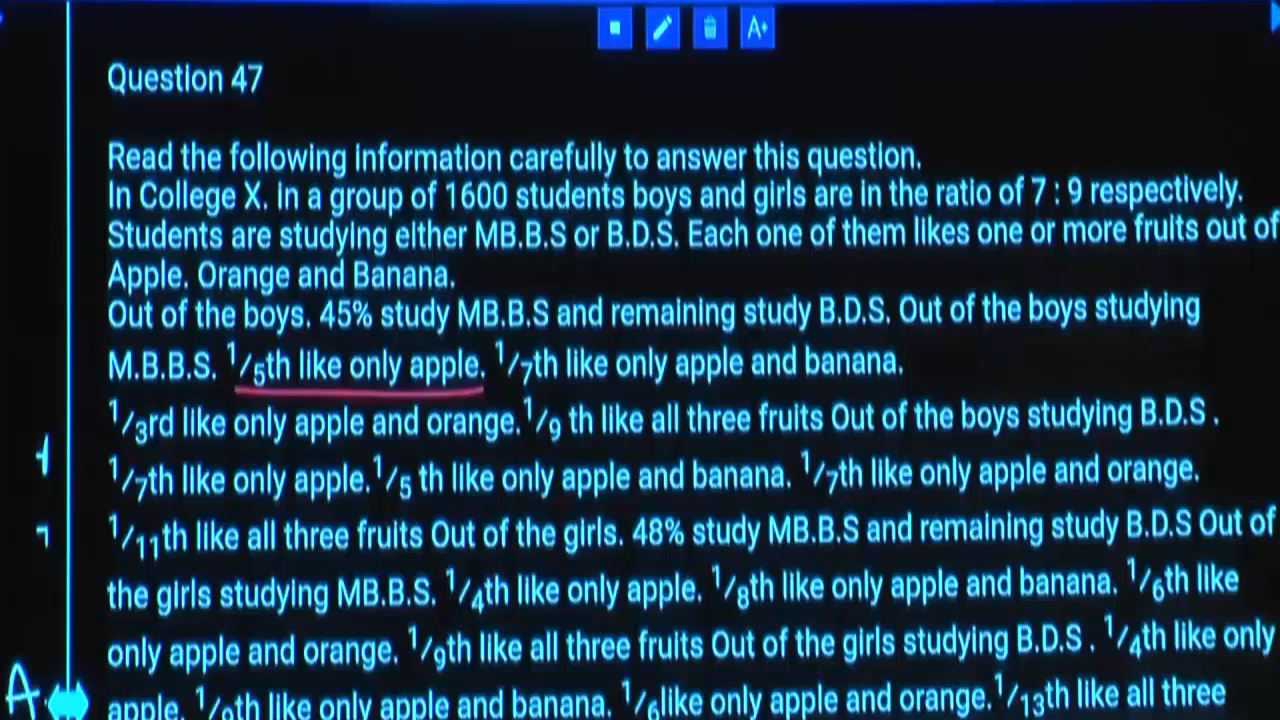 A+
Question 47
Read the following information carefully to answer this question.
In College X. In a group of 1600 students boys and girls are in the ratio of 7 : 9 respectively.
Students are studying either MB.B.S or B.D.S. Each one of them likes one or more fruits out of
Apple. Orange and Banana.
Out of the boys. 45% study MB.B.S and remaining study B.D.S. Out of the boys studying
M.B.B.S. 1/5th like only apple. 1/7th like only apple and banana.
1/3rd like only apple and orange. 1/9 th like all three fruits Out of the boys studying B.D.S .
1/7th like only apple. 1/5 th like only apple and banana. 1/7th like only apple and orange.
1/11th like all three fruits Out of the girls. 48% study MB.B.S and remaining study B.D.S Out of
the girls studying MB.B.S. 1/4th like only apple. 1/8th like only apple and banana. 1/6th like
only apple and orange. 1/9th like all three fruits Out of the girls studying B.D.S . 1/4th like only
apple. 1/9th like only apple and banana. 1/6like only apple and orange. 1/13th like all three
A